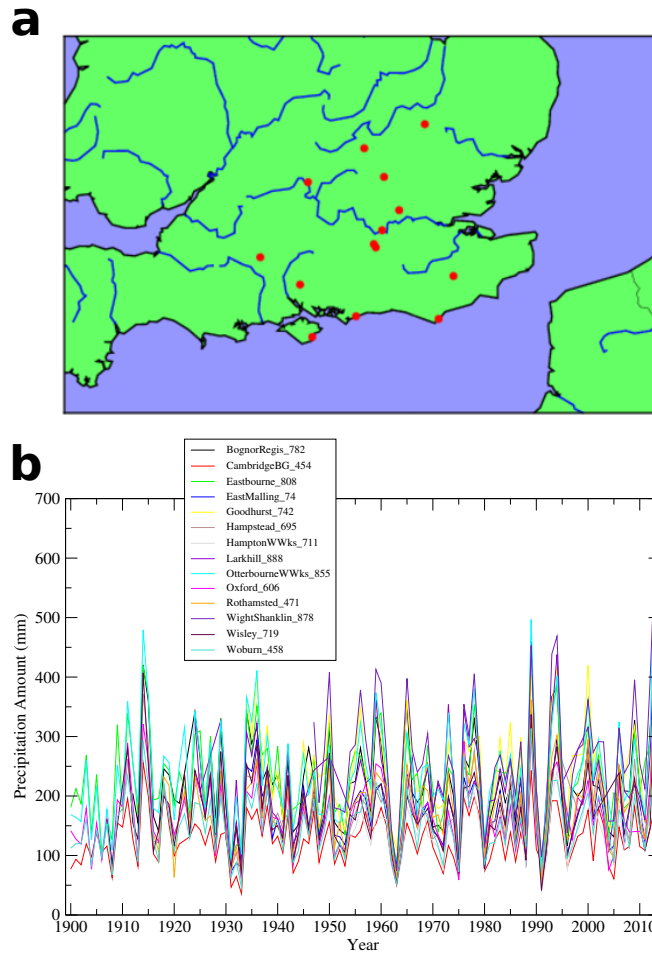 a
b
BognorRegis_782
CambridgeBG_454
Eastbourne_808
EastMalling_74
Goodhurst_742
Hampstead_695
HamptonWWks_711
Larkhill_888
OtterbourneWWks_855
Oxford_606
Rothamsted_471
WightShanklin_878
Wisley_719
Woburn_458
Precipitation Amount (mm)
700
600
500
400
300
200
100
0
1900 1910 1920 1930 1940 1950 1960 1970 1980 1990 2000 2010
Year